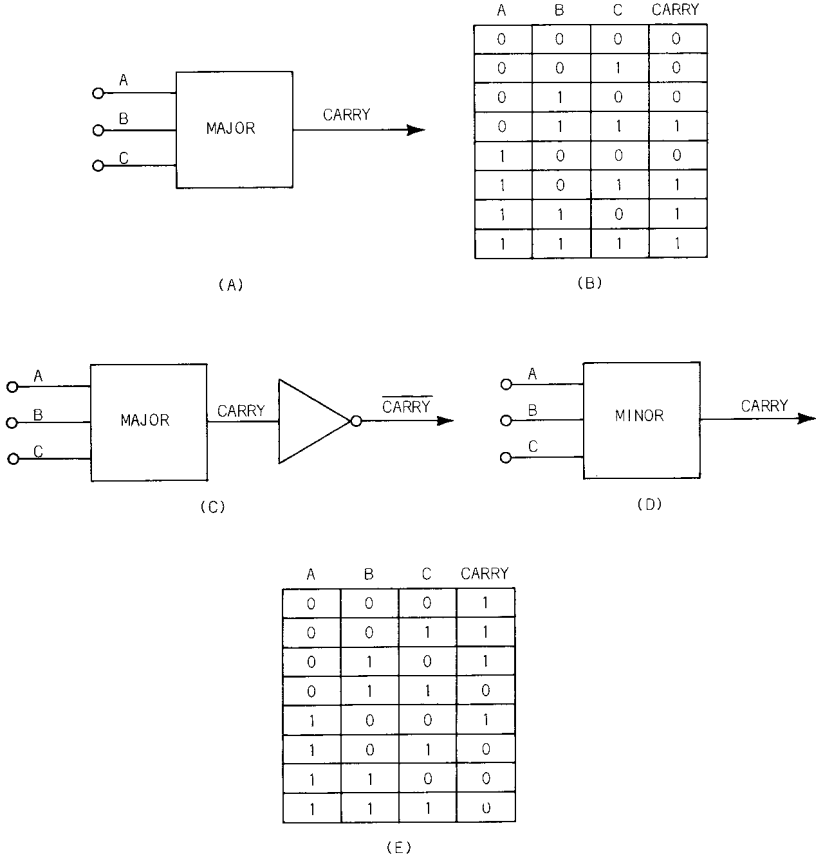 A B C CARRY
0 0 0 0
0 0 1 0
0 1 0 0
0 1 1 1
1 0 0 0
1 0 1 1
1 1 0 1
1 1 1 1
A
B
C
MAJOR
CARRY
(A)
(B)
A
B
C
MAJOR
CARRY
CARRY
(C)
A
B
C
MINOR
CARRY
(D)
A B C CARRY
0 0 0 1
0 0 1 1
0 1 0 1
0 1 1 0
1 0 0 1
1 0 1 0
1 1 0 0
1 1 1 0
(E)